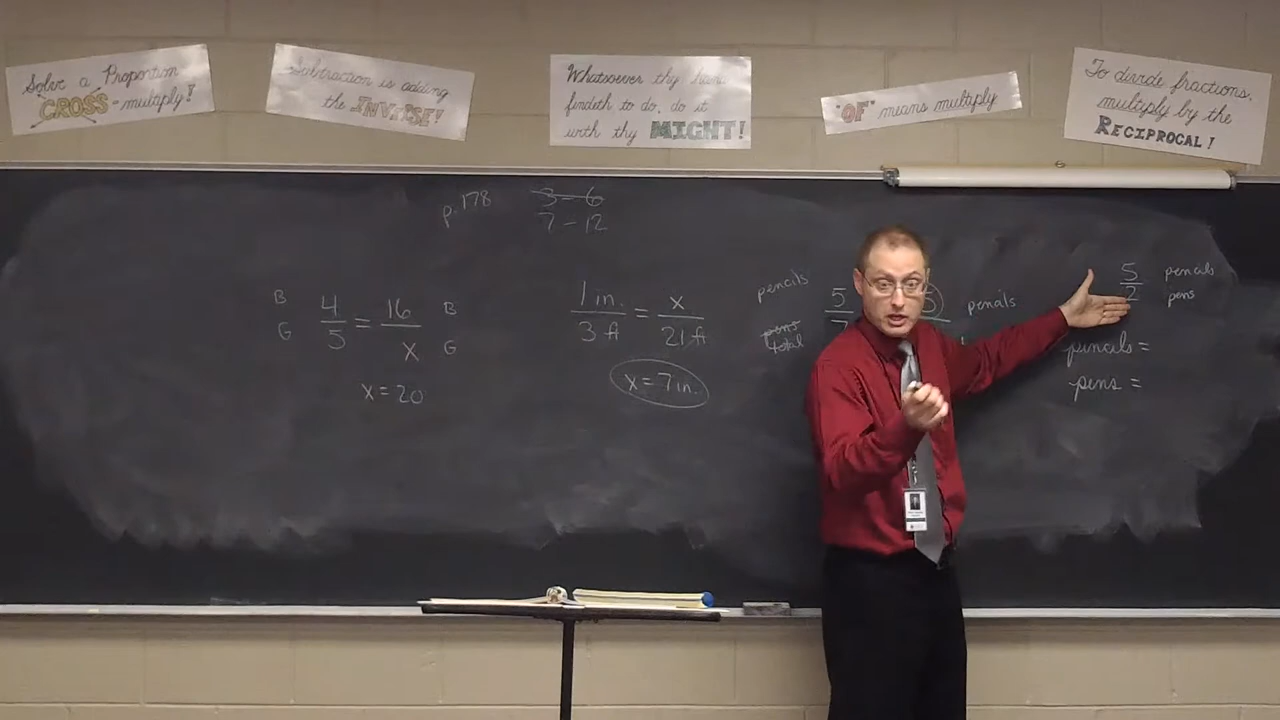 Solve a Proportion
CROSS-multiply!
Subtraction is adding
the INVERSE!
Whatsoever thy hand
findeth to do, do it
with thy MIGHT!
"OF" means multiply
To divide fractions,
multiply by the
RECIPROCAL!
p. 178
3-6
7-12
B 4/5 = 16/x B
G G
x = 20
1 in./3 ft = x/21 ft
x = 7 in.
pencils 5 pencils
pens
total
5 pencils
2 pens
pencils =
pens =